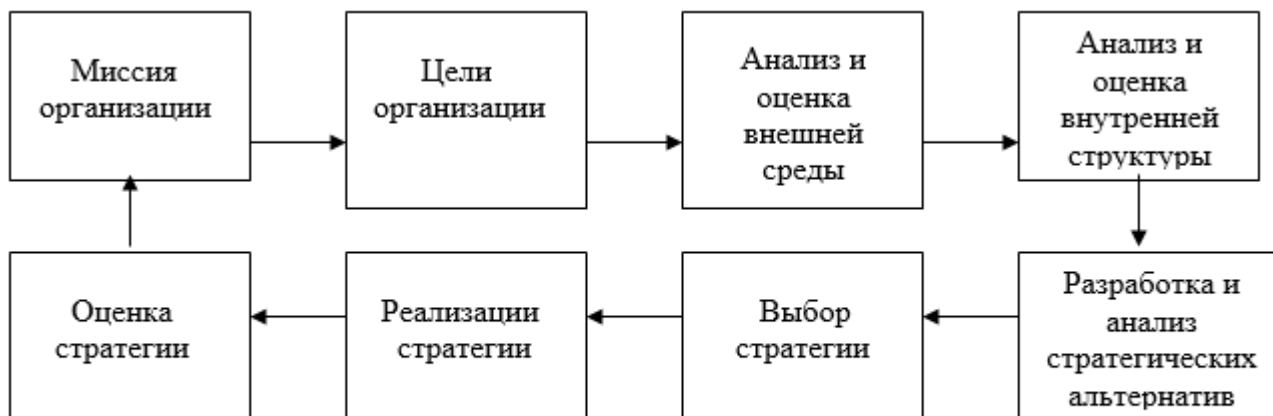 Миссия
организации
Цели
организации
Анализ и
оценка
внешней
среды
Анализ и
оценка
внутренней
структуры
Оценка
стратегии
Реализации
стратегии
Выбор
стратегии
Разработка и
анализ
стратегических
альтернатив